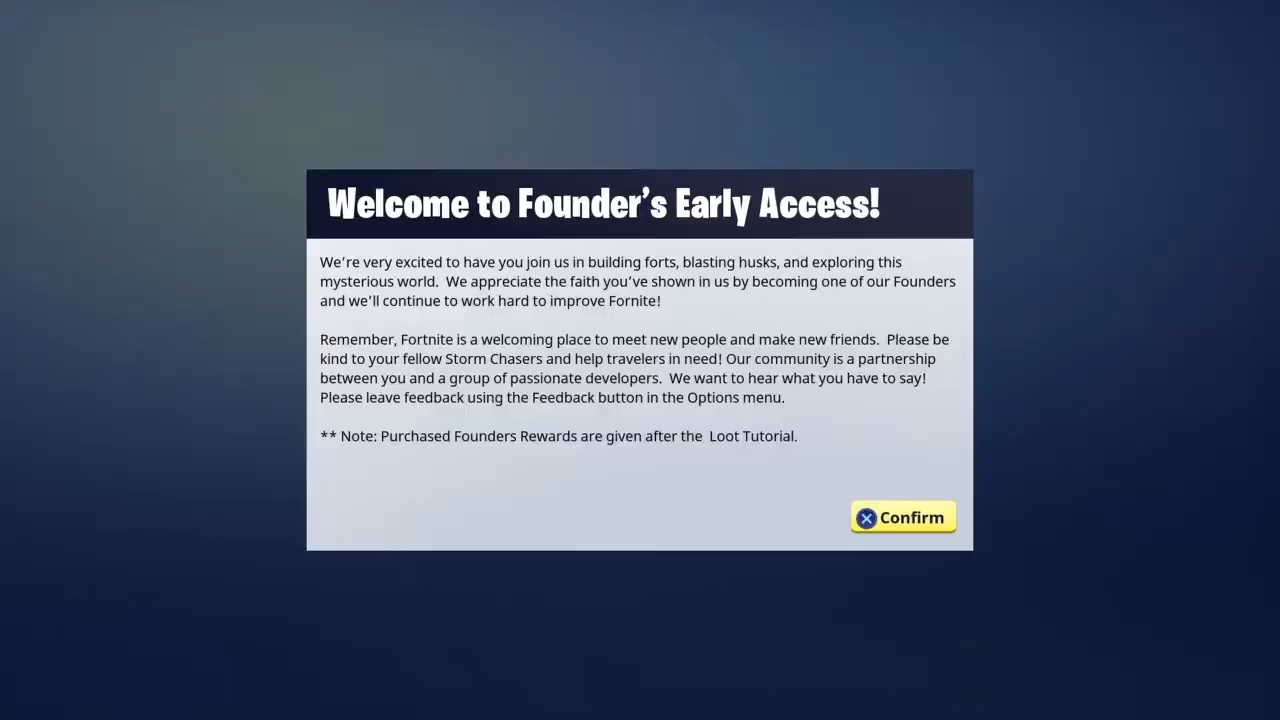 Welcome to Founder's Early Access!
We're very excited to have you join us in building forts, blasting husks, and exploring this
mysterious world.  We appreciate the faith you've shown in us by becoming one of our Founders
and we'll continue to work hard to improve Fornite!
Remember, Fortnite is a welcoming place to meet new people and make new friends.  Please be
kind to your fellow Storm Chasers and help travelers in need! Our community is a partnership
between you and a group of passionate developers.  We want to hear what you have to say!
Please leave feedback using the Feedback button in the Options menu.
** Note: Purchased Founders Rewards are given after the  Loot Tutorial.
Confirm